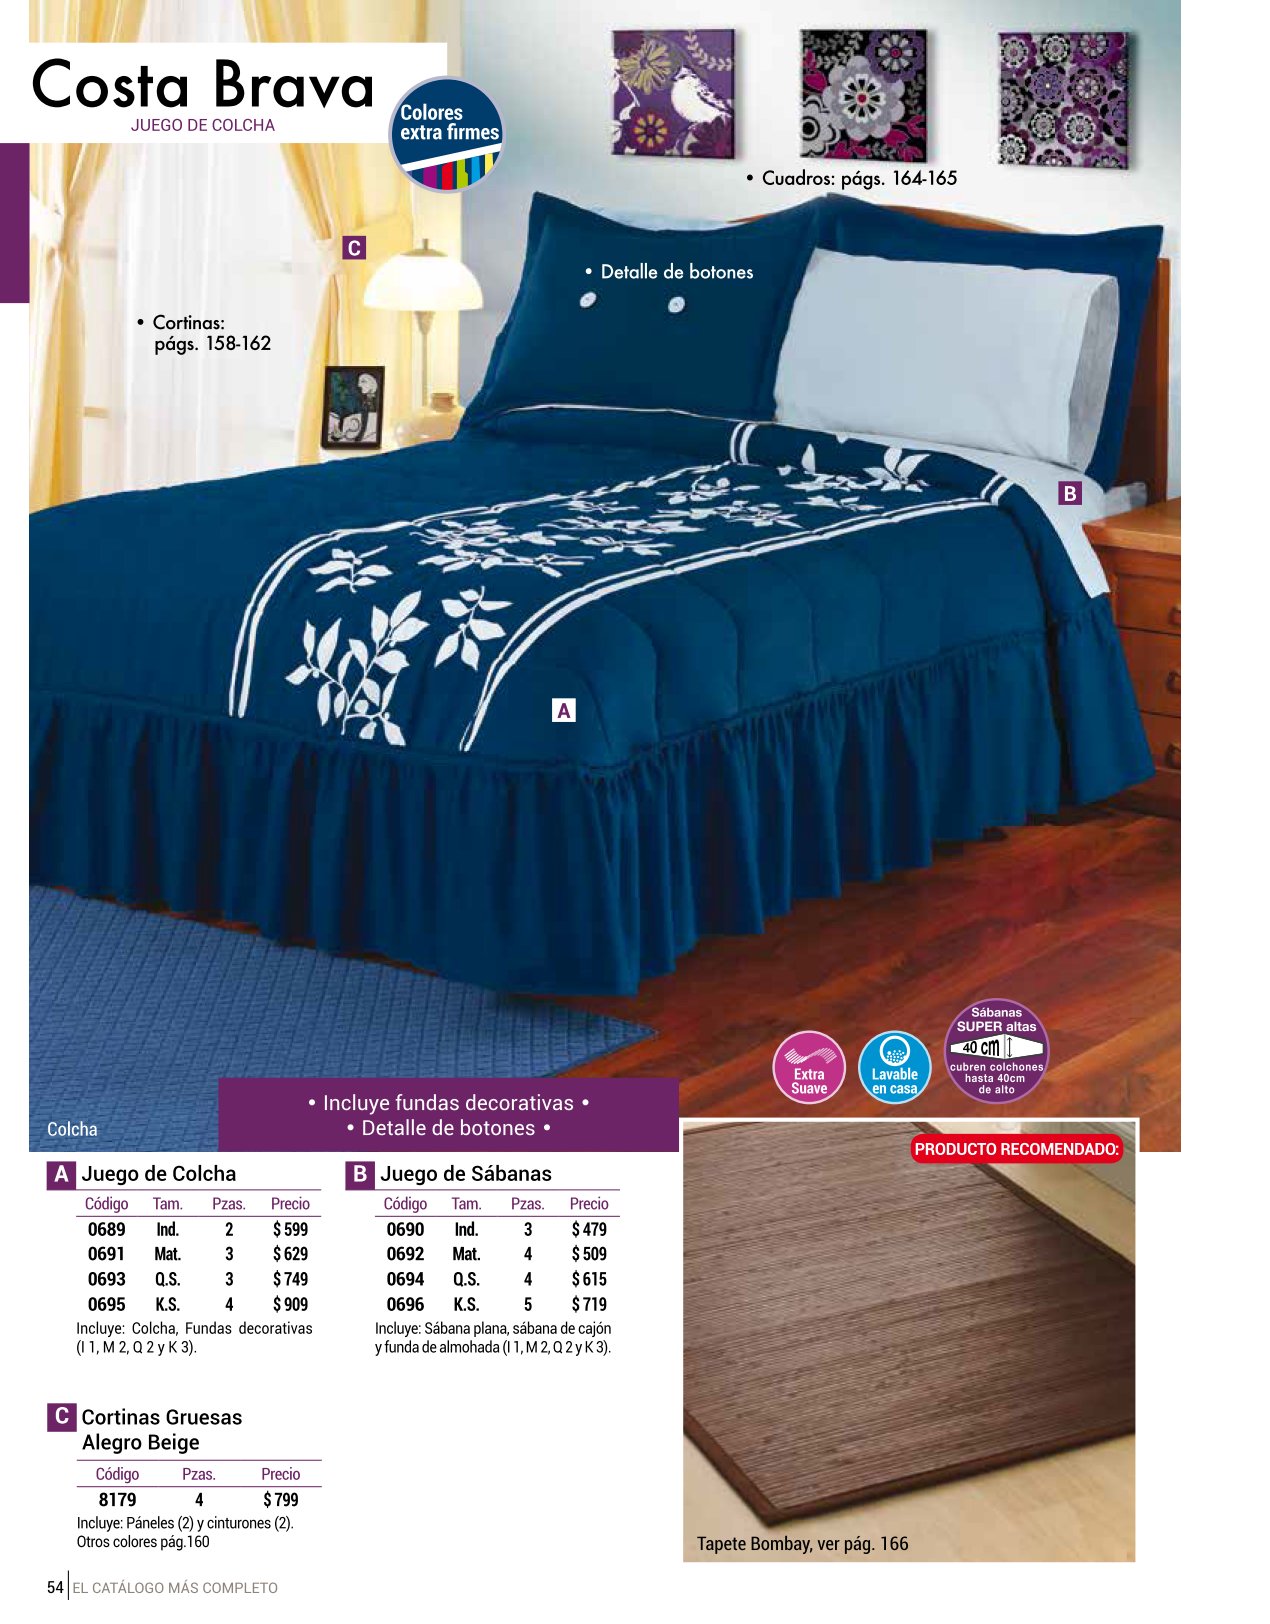 Costa Brava
JUEGO DE COLCHA
Colores
extra firmes
• Cuadros: págs. 164-165
C
• Detalle de botones
• Cortinas:
págs. 158-162
B
A
Sábanas
SUPER altas
40 cm
cubren colchones
hasta 40cm
de alto
Extra
Suave
Lavable
en casa
• Incluye fundas decorativas •
• Detalle de botones •
Colcha
PRODUCTO RECOMENDADO:
A Juego de Colcha
Código Tam. Pzas. Precio
0689 Ind. 2 $ 599
0691 Mat. 3 $ 629
0693 Q.S. 3 $ 749
0695 K.S. 4 $ 909
Incluye: Colcha, Fundas decorativas
(I 1, M 2, Q 2 y K 3).
B Juego de Sábanas
Código Tam. Pzas. Precio
0690 Ind. 3 $ 479
0692 Mat. 4 $ 509
0694 Q.S. 4 $ 615
0696 K.S. 5 $ 719
Incluye: Sábana plana, sábana de cajón
y funda de almohada (I 1, M 2, Q 2 y K 3).
C Cortinas Gruesas
Alegro Beige
Código Pzas. Precio
8179 4 $ 799
Incluye: Páneles (2) y cinturones (2).
Otros colores pág.160
Tapete Bombay, ver pág. 166
54 EL CATÁLOGO MÁS COMPLETO